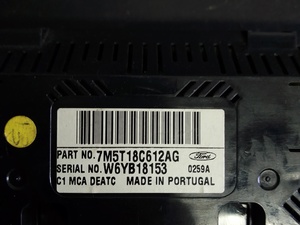 PART NO. 7M5T18C612AG Ford
SERIAL NO. W6YB18153 0259A
C1 MCA DEATC MADE IN PORTUGAL